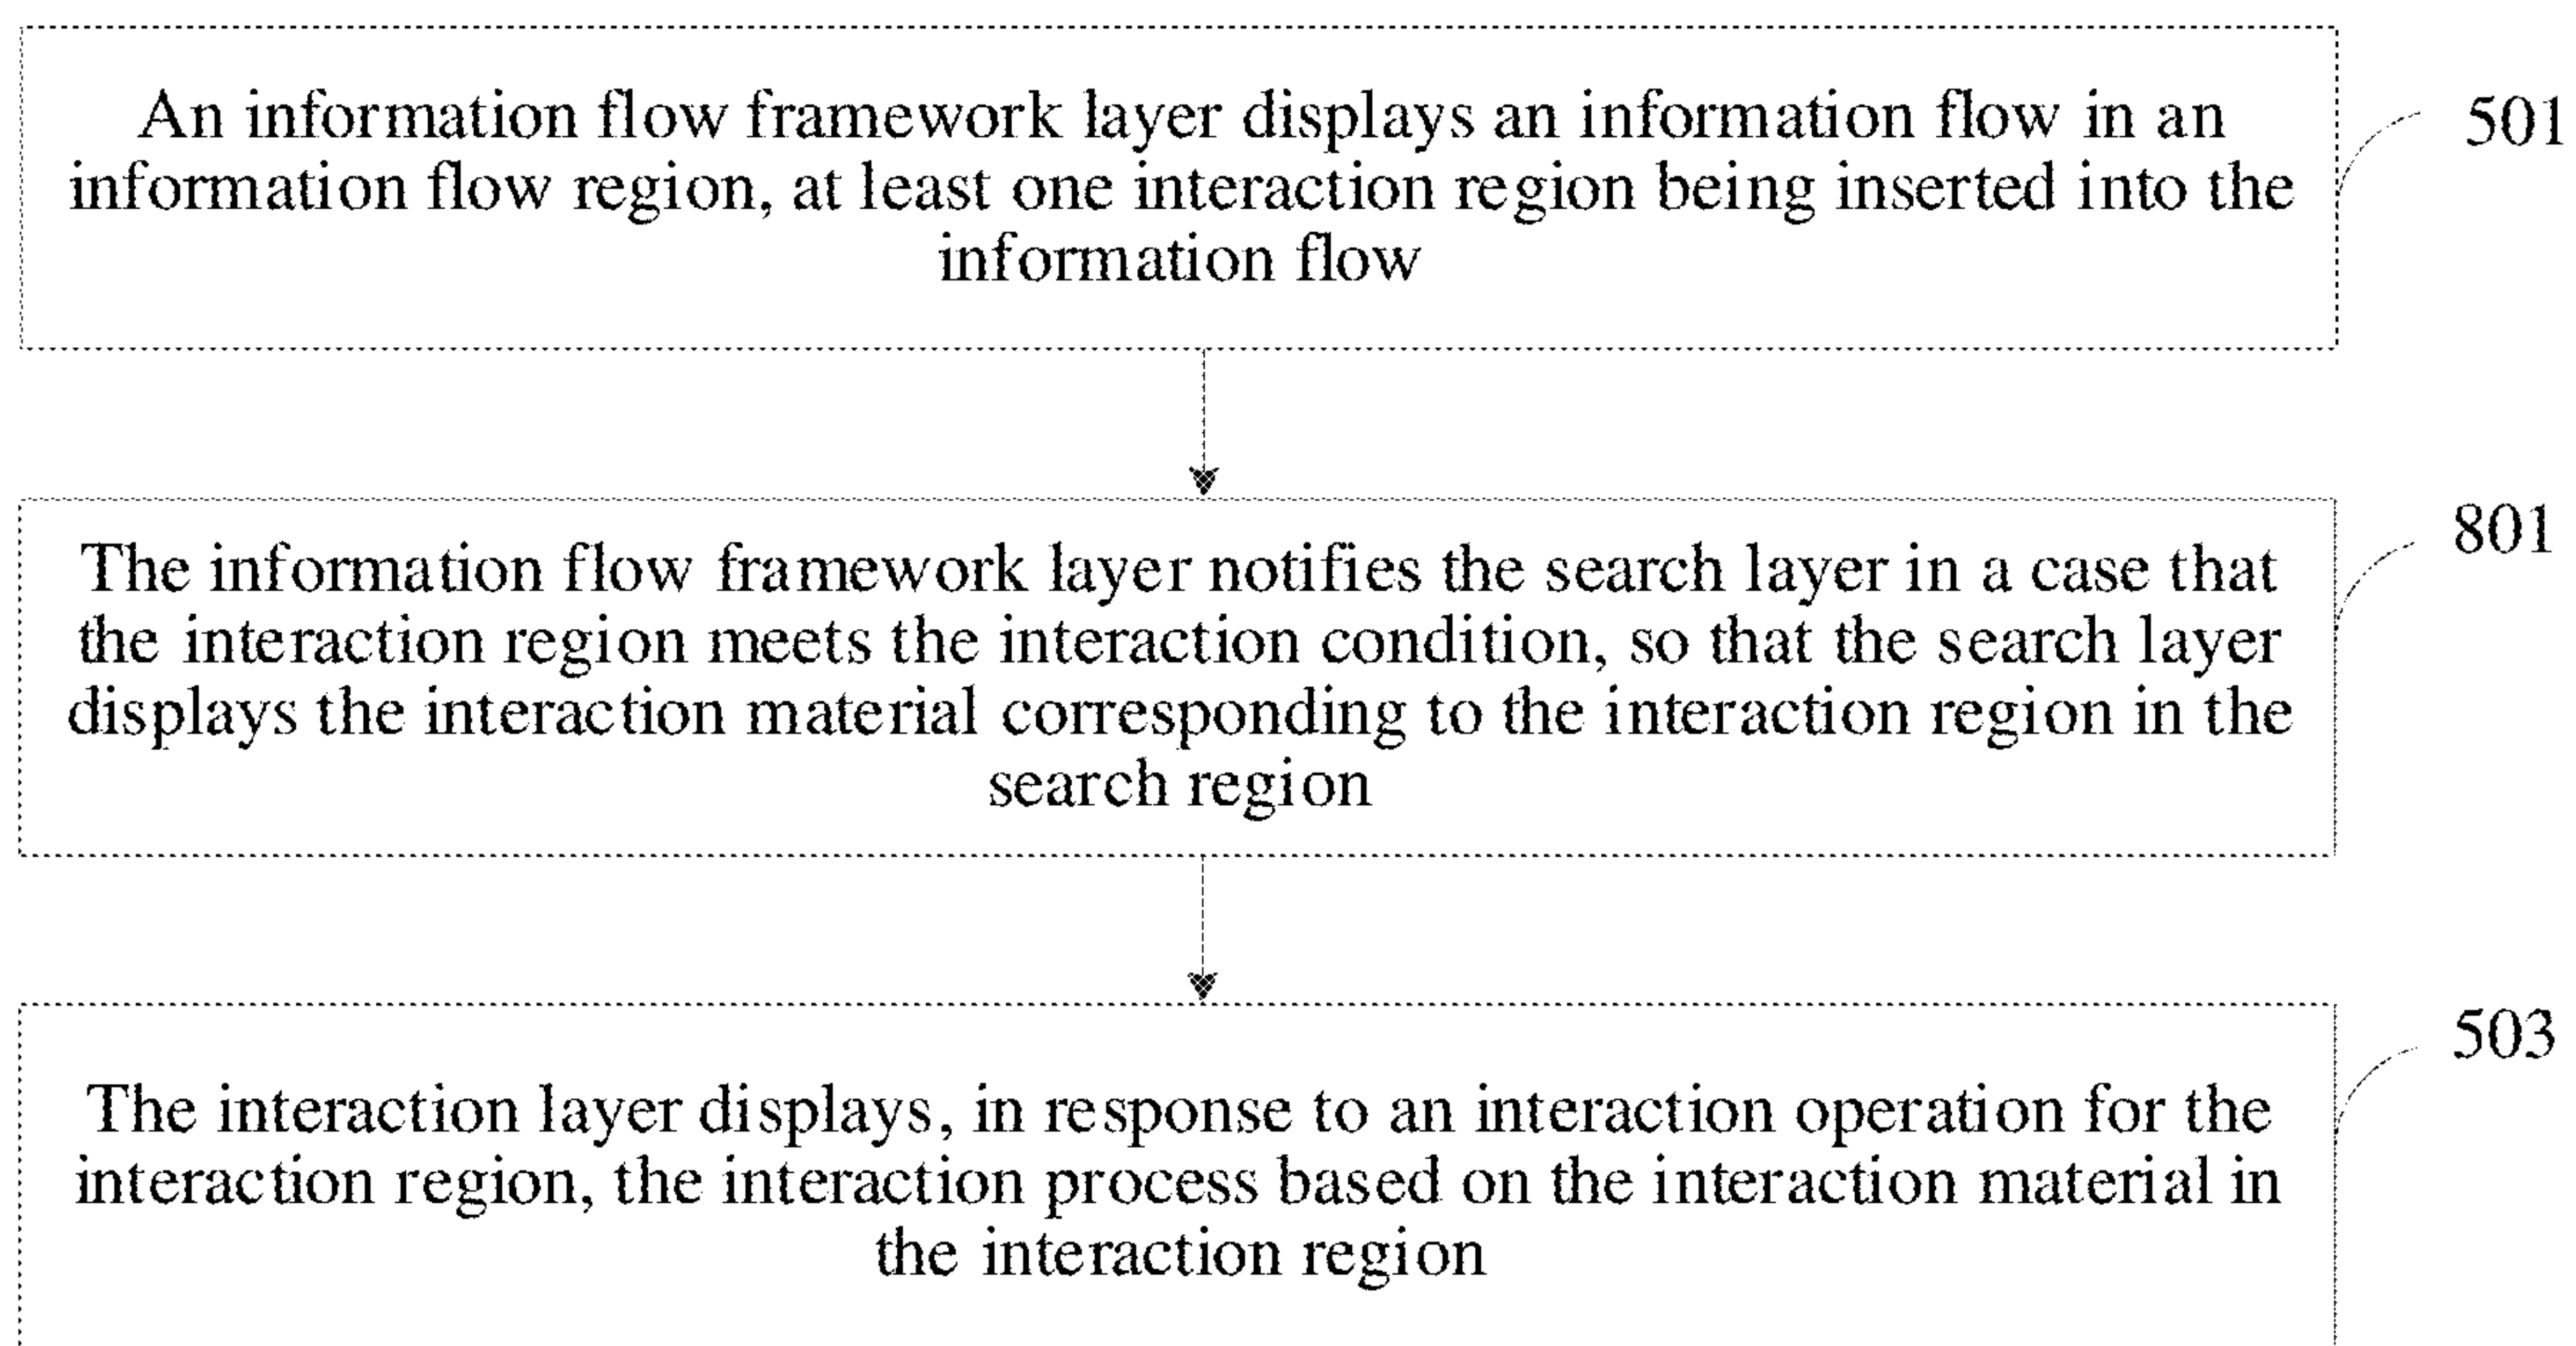 An information flow framework layer displays an information flow in an
information flow region, at least one interaction region being inserted into the
information flow
501
The information flow framework layer notifies the search layer in a case that
the interaction region meets the interaction condition, so that the search layer
displays the interaction material corresponding to the interaction region in the
search region
801
The interaction layer displays, in response to an interaction operation for the
interaction region, the interaction process based on the interaction material in
the interaction region
503